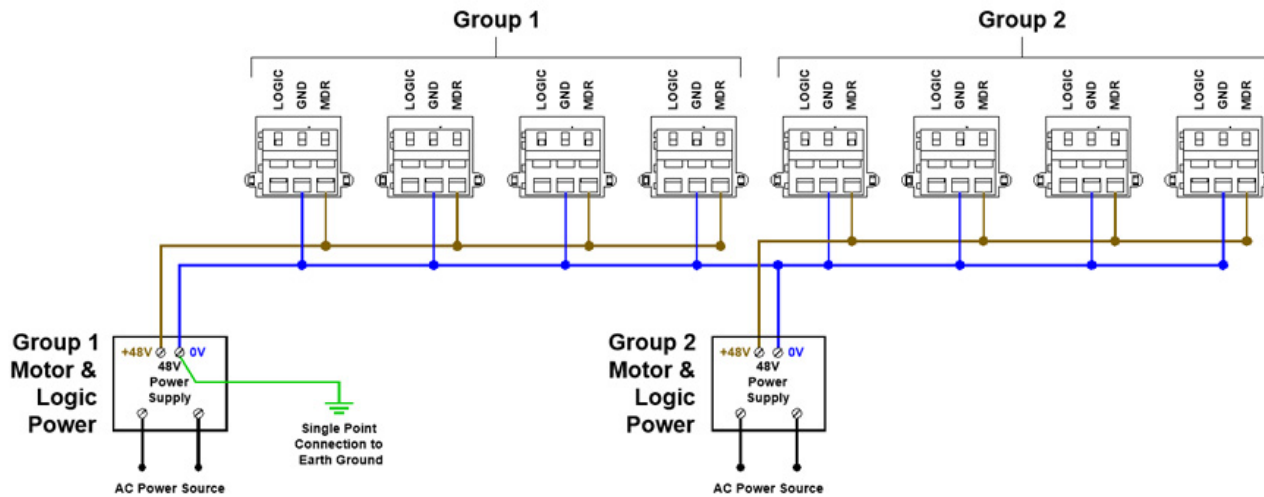 Group 1
Group 2
LOGIC GND MDR
LOGIC GND MDR
LOGIC GND MDR
LOGIC GND MDR
LOGIC GND MDR
LOGIC GND MDR
LOGIC GND MDR
LOGIC GND MDR
Group 1
Motor &
Logic
Power
+48V
0V
48V
Power
Supply
AC Power Source
Single Point
Connection to
Earth Ground
Group 2
Motor &
Logic
Power
+48V
0V
48V
Power
Supply
AC Power Source